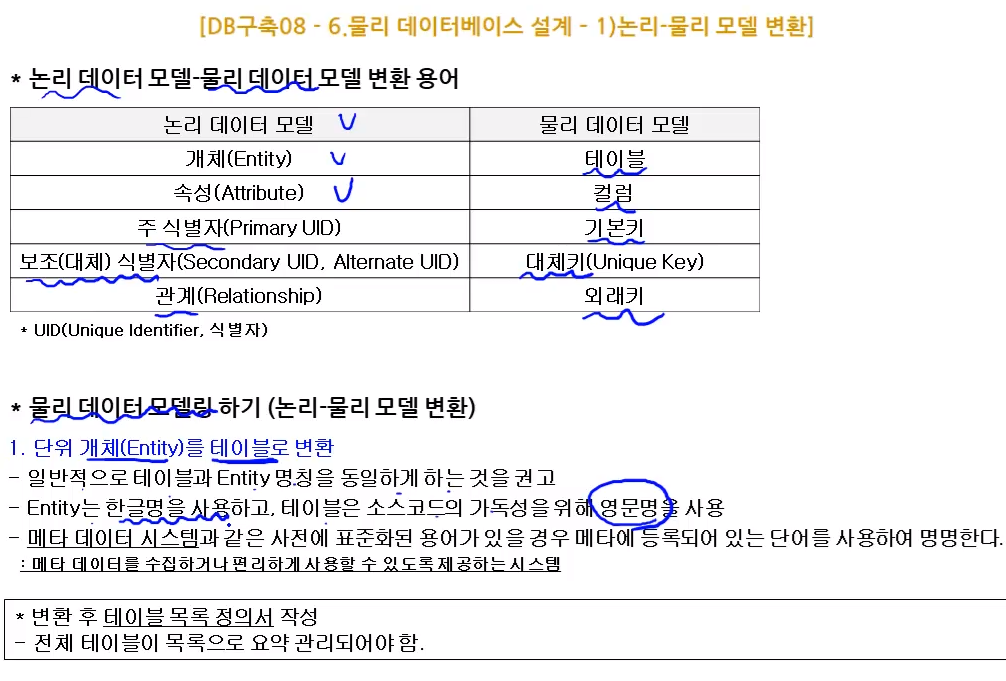 [DB구축08 - 6.물리 데이터베이스 설계 - 1)논리-물리 모델 변환]
* 논리 데이터 모델-물리 데이터 모델 변환 용어
논리 데이터 모델 물리 데이터 모델
개체(Entity) 테이블
속성(Attribute) 컬럼
주 식별자(Primary UID) 기본키
보조(대체) 식별자(Secondary UID, Alternate UID) 대체키(Unique Key)
관계(Relationship) 외래키
* UID(Unique Identifier, 식별자)
* 물리 데이터 모델링 하기 (논리-물리 모델 변환)
1. 단위 개체(Entity)를 테이블로 변환
- 일반적으로 테이블과 Entity 명칭을 동일하게 하는 것을 권고
- Entity는 한글명을 사용하고, 테이블은 소스코드의 가독성을 위해 영문명을 사용
- 메타 데이터 시스템과 같은 사전에 표준화된 용어가 있을 경우 메타에 등록되어 있는 단어를 사용하여 명명한다.
: 메타 데이터를 수집하거나 편리하게 사용할 수 있도록 제공하는 시스템
* 변환 후 테이블 목록 정의서 작성
- 전체 테이블이 목록으로 요약 관리되어야 함.